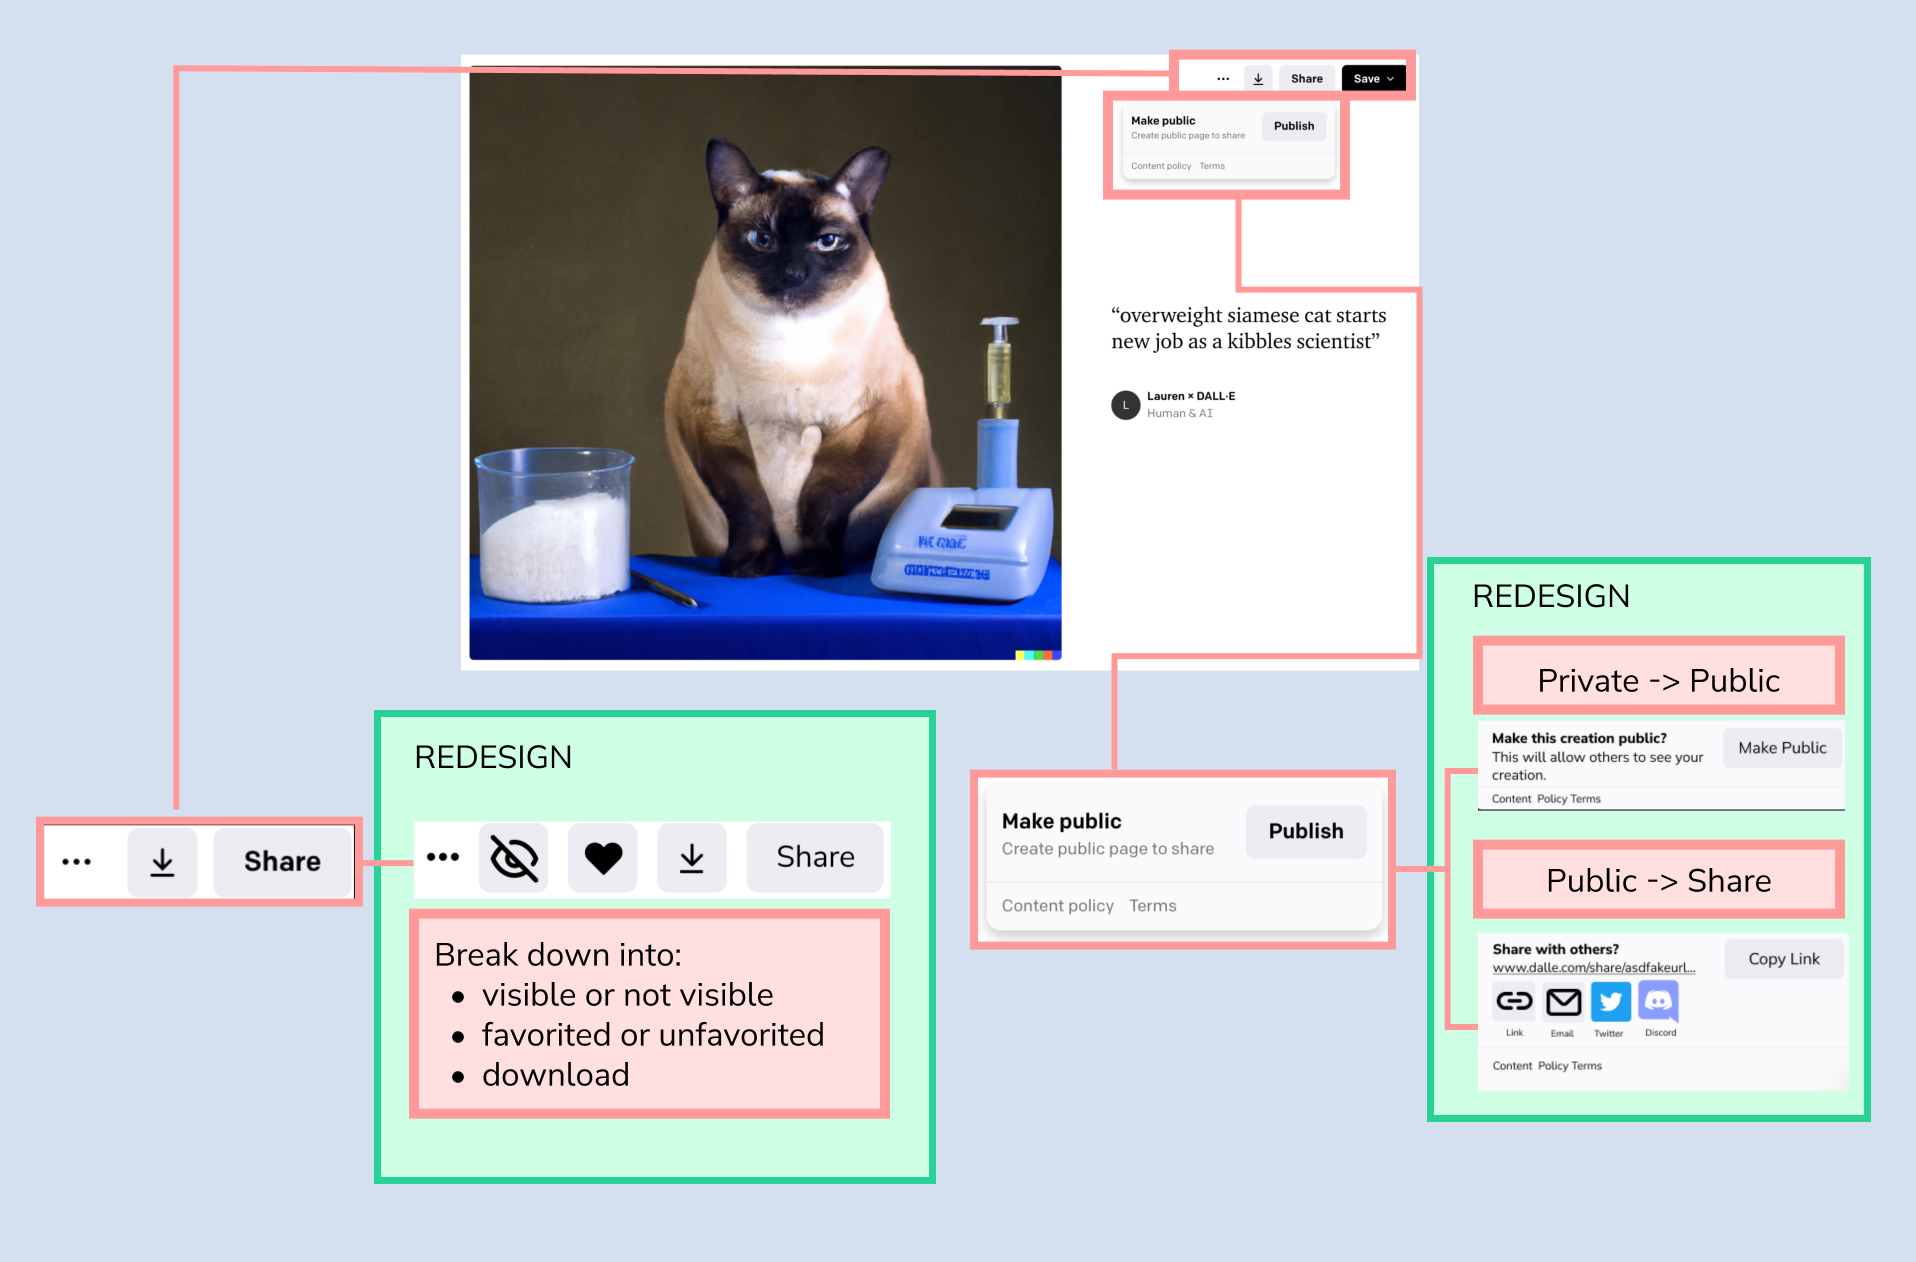 Share
Save
Make public
Create public page to share
Publish
Content policy Terms
“overweight siamese cat starts
new job as a kibbles scientist”
L
Lauren × DALL·E
Human & AI
REDESIGN
Private -> Public
Make this creation public?
This will allow others to see your
creation.
Make Public
Content Policy Terms
Public -> Share
Share with others?
www.dalle.com/share/asdfakeurl...
Copy Link
Link Email Twitter Discord
Content Policy Terms
REDESIGN
Share
Share
Break down into:
• visible or not visible
• favorited or unfavorited
• download
Make public
Create public page to share
Publish
Content policy Terms